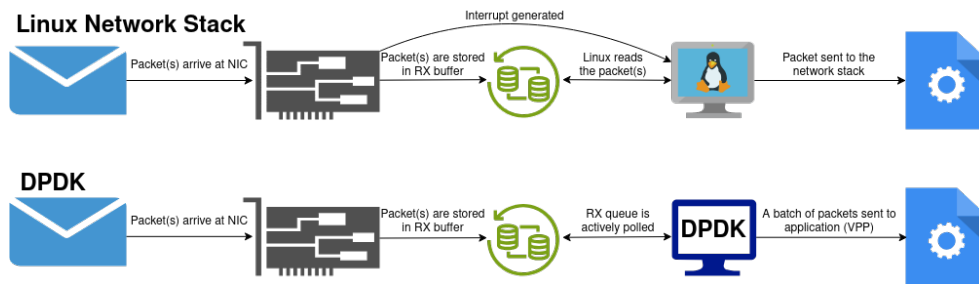 Linux Network Stack
Interrupt generated
Packet(s) arrive at NIC
Packet(s) are stored
in RX buffer
Linux reads
the packet(s)
Packet sent to the
network stack
DPDK
Packet(s) arrive at NIC
Packet(s) are stored
in RX buffer
RX queue is
actively polled
DPDK
A batch of packets sent to
application (VPP)